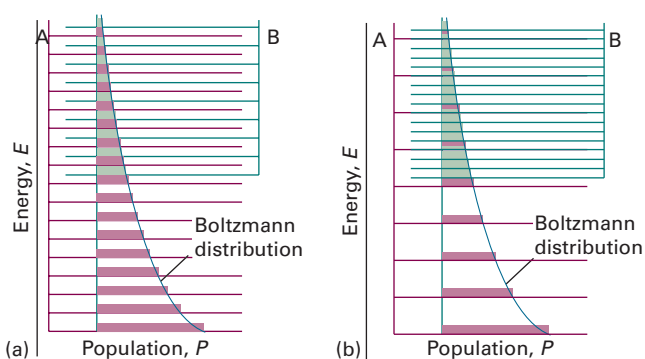 A
B
Energy, E
Boltzmann
distribution
(a)
Population, P
A
B
Energy, E
Boltzmann
distribution
(b)
Population, P